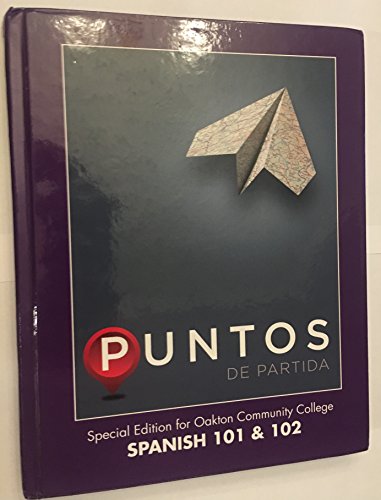 PUNTOS
DE PARTIDA
Special Edition for Oakton Community College
SPANISH 101 & 102